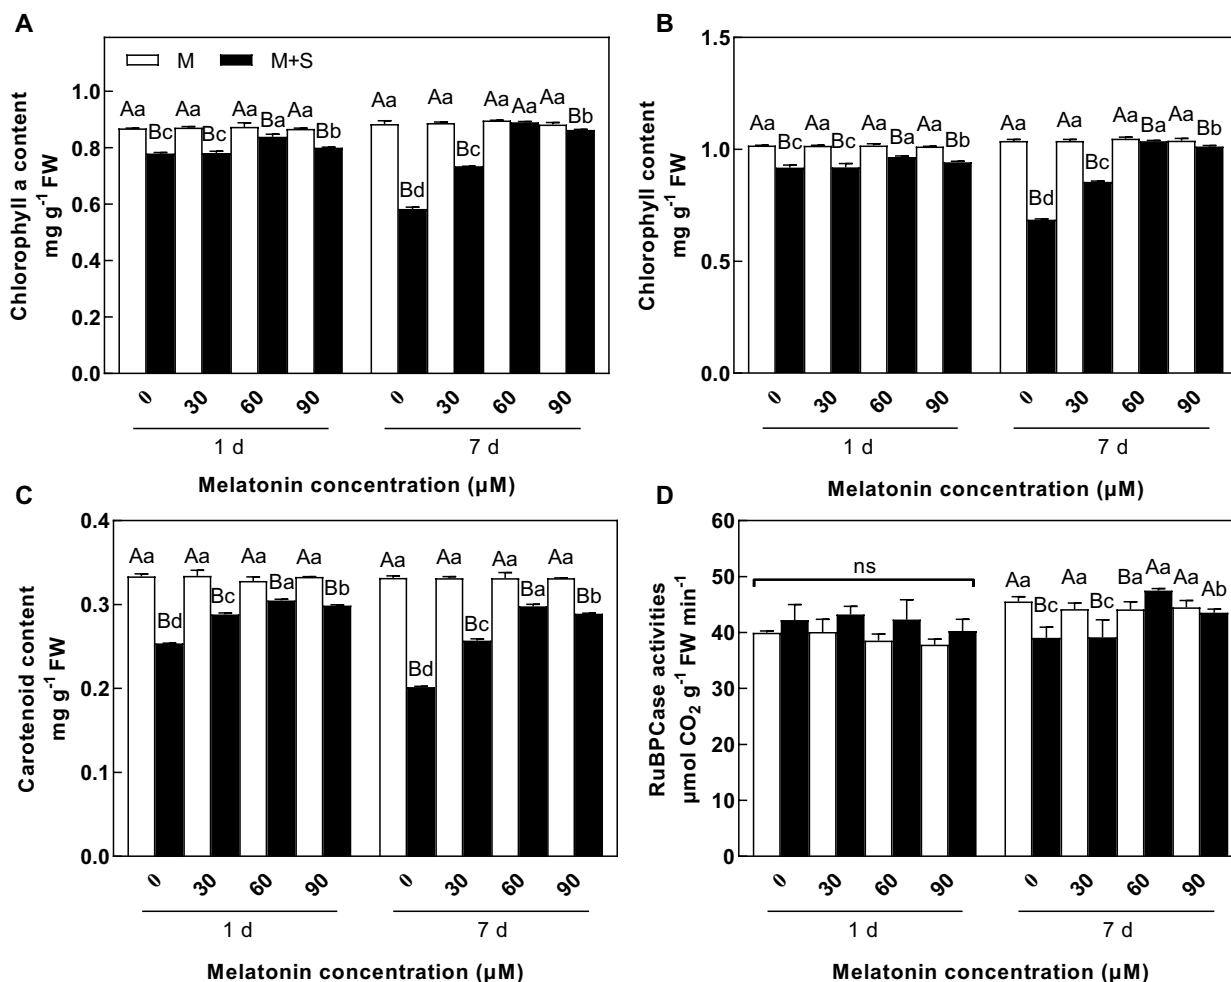 A
M
M+S
Chlorophyll a content
mg g⁻¹ FW
1.0
0.8
0.6
0.4
0.2
0.0
Aa Bc Aa Bc Aa Ba Aa Bb
Aa Bd Aa Bc Aa Aa Aa Bb
0 30 60 90 0 30 60 90
1 d 7 d
Melatonin concentration (µM)
B
Chlorophyll content
mg g⁻¹ FW
1.5
1.0
0.5
0.0
Aa Bc Aa Bc Aa Ba Aa Bb
Aa Bd Aa Bc Aa Ba Aa Bb
0 30 60 90 0 30 60 90
1 d 7 d
Melatonin concentration (µM)
C
Carotenoid content
mg g⁻¹ FW
0.4
0.3
0.2
0.1
0.0
Aa Bd Aa Bc Aa Ba Aa Bb
Aa Bd Aa Bc Aa Ba Aa Bb
0 30 60 90 0 30 60 90
1 d 7 d
Melatonin concentration (µM)
D
RuBPCase activities
µmol CO₂ g⁻¹ FW min⁻¹
60
50
40
30
20
10
0
ns
Aa Bc Aa Bc Ba Aa Aa Ab
0 30 60 90 0 30 60 90
1 d 7 d
Melatonin concentration (µM)